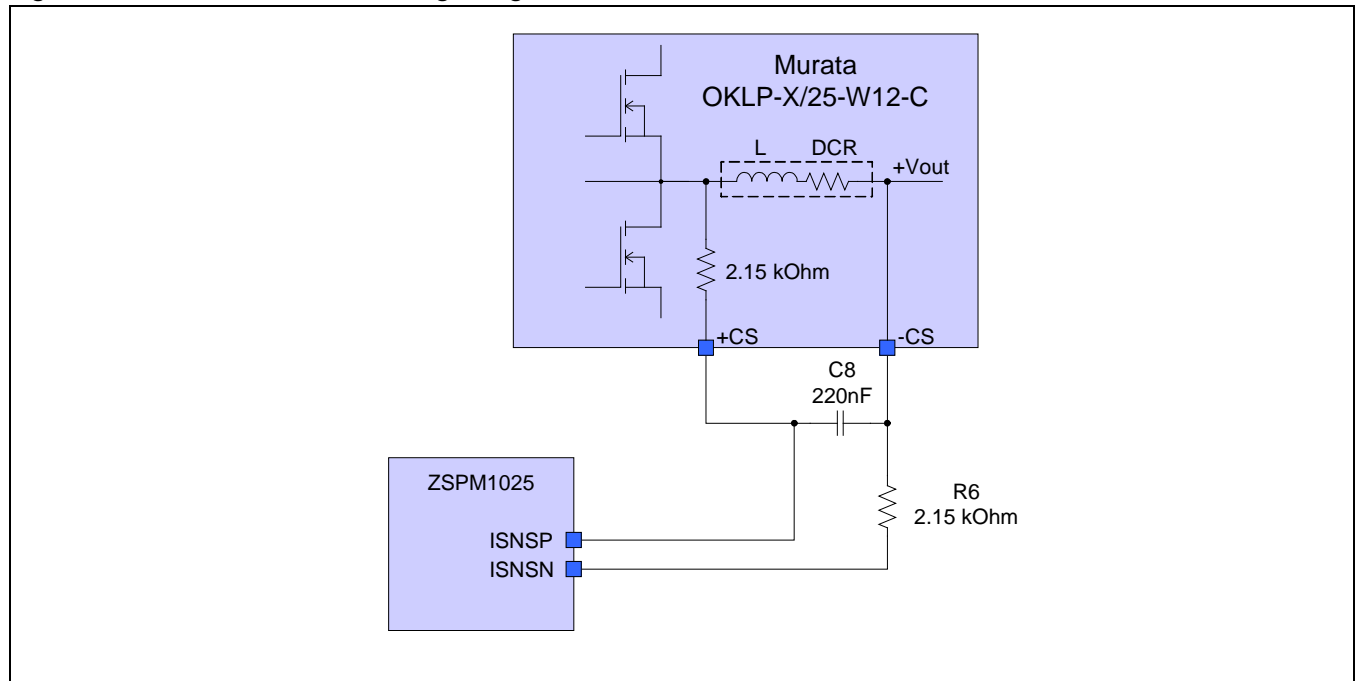 Murata
OKLP-X/25-W12-C
L
DCR
+Vout
2.15 kOhm
+CS
-CS
C8
220nF
ZSPM1025
R6
2.15 kOhm
ISNSP
ISNSN